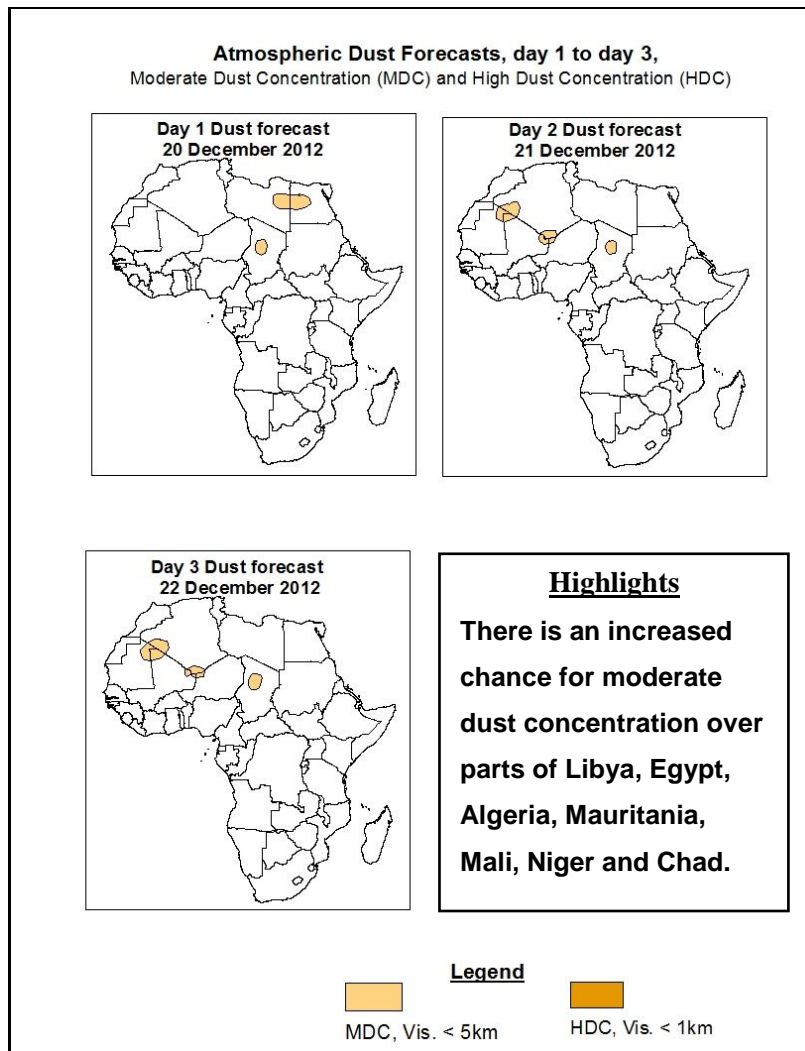 Atmospheric Dust Forecasts, day 1 to day 3,
Moderate Dust Concentration (MDC) and High Dust Concentration (HDC)
Day 1 Dust forecast
20 December 2012
Day 2 Dust forecast
21 December 2012
Day 3 Dust forecast
22 December 2012
Highlights
There is an increased
chance for moderate
dust concentration over
parts of Libya, Egypt,
Algeria, Mauritania,
Mali, Niger and Chad.
Legend
MDC, Vis. < 5km
HDC, Vis. < 1km